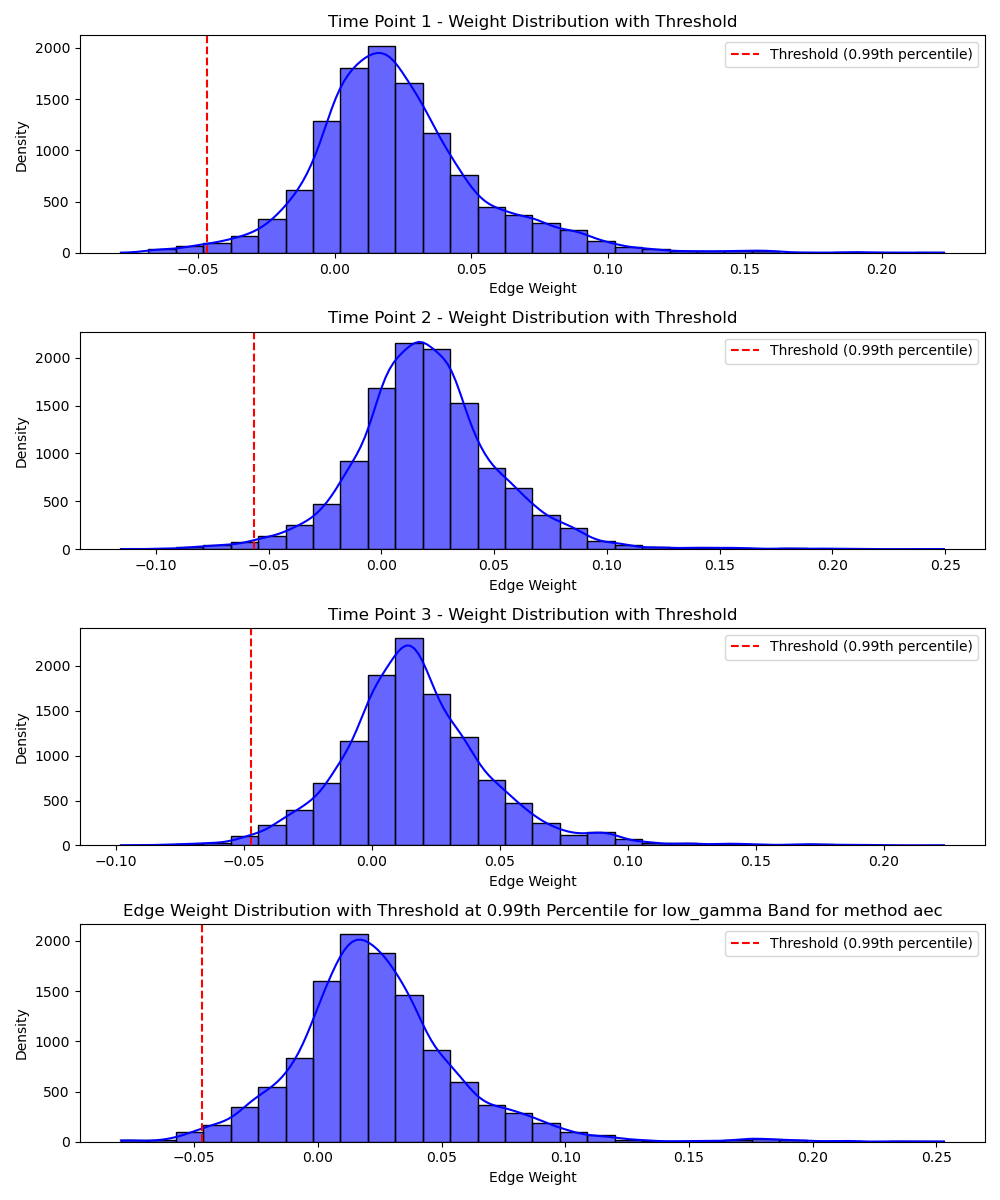 Time Point 1 - Weight Distribution with Threshold
Threshold (0.99th percentile)
Density
2000
1500
1000
500
0
−0.05 0.00 0.05 0.10 0.15 0.20
Edge Weight
Time Point 2 - Weight Distribution with Threshold
Threshold (0.99th percentile)
Density
2000
1500
1000
500
0
−0.10 −0.05 0.00 0.05 0.10 0.15 0.20 0.25
Edge Weight
Time Point 3 - Weight Distribution with Threshold
Threshold (0.99th percentile)
Density
2000
1500
1000
500
0
−0.10 −0.05 0.00 0.05 0.10 0.15 0.20
Edge Weight
Edge Weight Distribution with Threshold at 0.99th Percentile for low_gamma Band for method aec
Threshold (0.99th percentile)
Density
2000
1500
1000
500
0
−0.05 0.00 0.05 0.10 0.15 0.20 0.25
Edge Weight